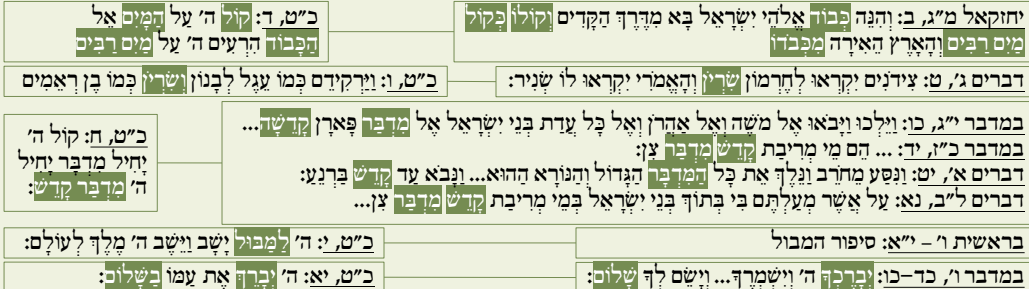 יחזקאל מ״ג, ב: וְהִנֵּה כְּבוֹד אֱלֹהֵי יִשְׂרָאֵל בָּא מִדֶּרֶךְ הַקָּדִים וְקוֹלוֹ כְּקוֹל
מַיִם רַבִּים וְהָאָרֶץ הֵאִירָה מִכְּבֹדוֹ
כ״ט, ד: קוֹל ה׳ עַל הַמָּיִם אֵל
הַכָּבוֹד הִרְעִים ה׳ עַל מַיִם רַבִּים
דברים ג׳, ט: צִידֹנִים יִקְרְאוּ לְחֶרְמוֹן שִׂרְיֹן וְהָאֱמֹרִי יִקְרְאוּ לוֹ שְׂנִיר:
כ״ט, ו: וַיַּרְקִידֵם כְּמוֹ עֵגֶל לְבָנוֹן וְשִׂרְיֹן כְּמוֹ בֶן רְאֵמִים
במדבר י״ג, כו: וַיֵּלְכוּ וַיָּבֹאוּ אֶל מֹשֶׁה וְאֶל אַהֲרֹן וְאֶל כָּל עֲדַת בְּנֵי יִשְׂרָאֵל אֶל מִדְבַּר פָּארָן קָדֵשָׁה...
במדבר כ״ז, יד: ... הֵם מֵי מְרִיבַת קָדֵשׁ מִדְבַּר צִן:
דברים א׳, יט: וַנִּסַּע מֵחֹרֵב וַנֵּלֶךְ אֵת כָּל הַמִּדְבָּר הַגָּדוֹל וְהַנּוֹרָא הַהוּא... וַנָּבֹא עַד קָדֵשׁ בַּרְנֵעַ:
דברים ל״ב, נא: עַל אֲשֶׁר מְעַלְתֶּם בִּי בְּתוֹךְ בְּנֵי יִשְׂרָאֵל בְּמֵי מְרִיבַת קָדֵשׁ מִדְבַּר צִן...
כ״ט, ח: קוֹל ה׳
יָחִיל מִדְבָּר יָחִיל
ה׳ מִדְבַּר קָדֵשׁ:
בראשית ו׳ – י״א: סיפור המבול
כ״ט, י: ה׳ לַמַּבּוּל יָשָׁב וַיֵּשֶׁב ה׳ מֶלֶךְ לְעוֹלָם:
במדבר ו׳, כד–כו: יְבָרֶכְךָ ה׳ וְיִשְׁמְרֶךָ... וְיָשֵׂם לְךָ שָׁלוֹם:
כ״ט, יא: ה׳ יְבָרֵךְ אֶת עַמּוֹ בַשָּׁלוֹם: